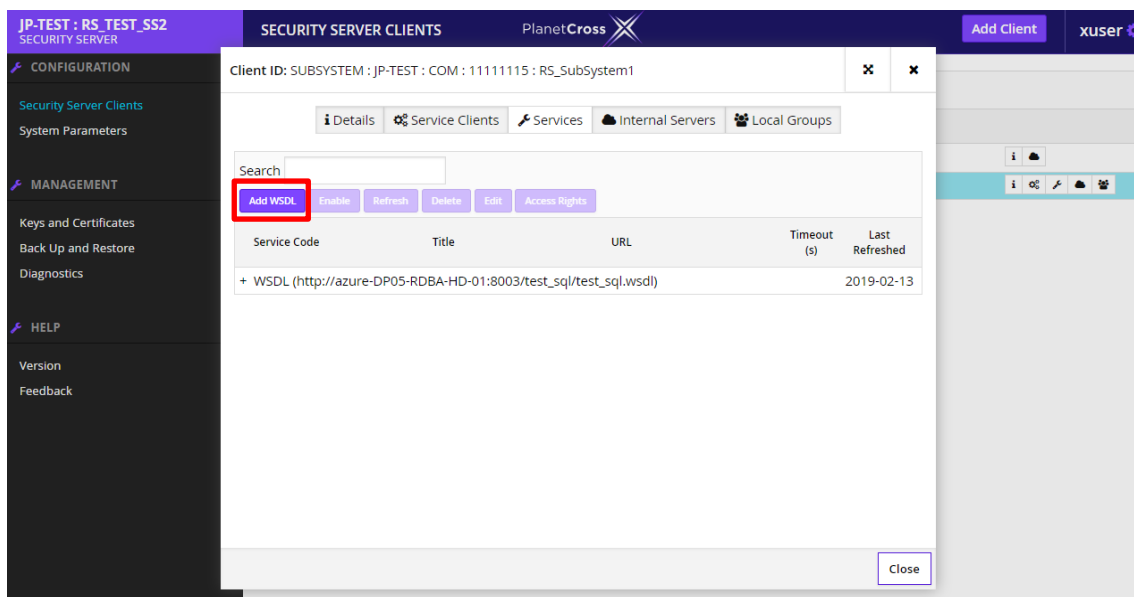 JP-TEST : RS_TEST_SS2
SECURITY SERVER
SECURITY SERVER CLIENTS
PlanetCross
Add Client
xuser
CONFIGURATION
Security Server Clients
System Parameters
MANAGEMENT
Keys and Certificates
Back Up and Restore
Diagnostics
HELP
Version
Feedback
Client ID: SUBSYSTEM : JP-TEST : COM : 11111115 : RS_SubSystem1
Details Service Clients Services Internal Servers Local Groups
Search
Add WSDL Enable Refresh Delete Edit Access Rights
Service Code Title URL Timeout (s) Last Refreshed
+ WSDL (http://azure-DP05-RDBA-HD-01:8003/test_sql/test_sql.wsdl) 2019-02-13
Close